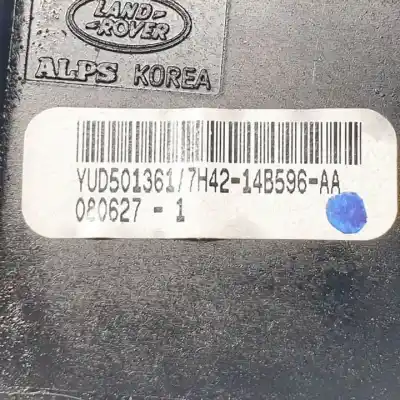 LAND
ROVER
ALPS KOREA
YUD501361/7H42-14B596-AA
080627 - 1